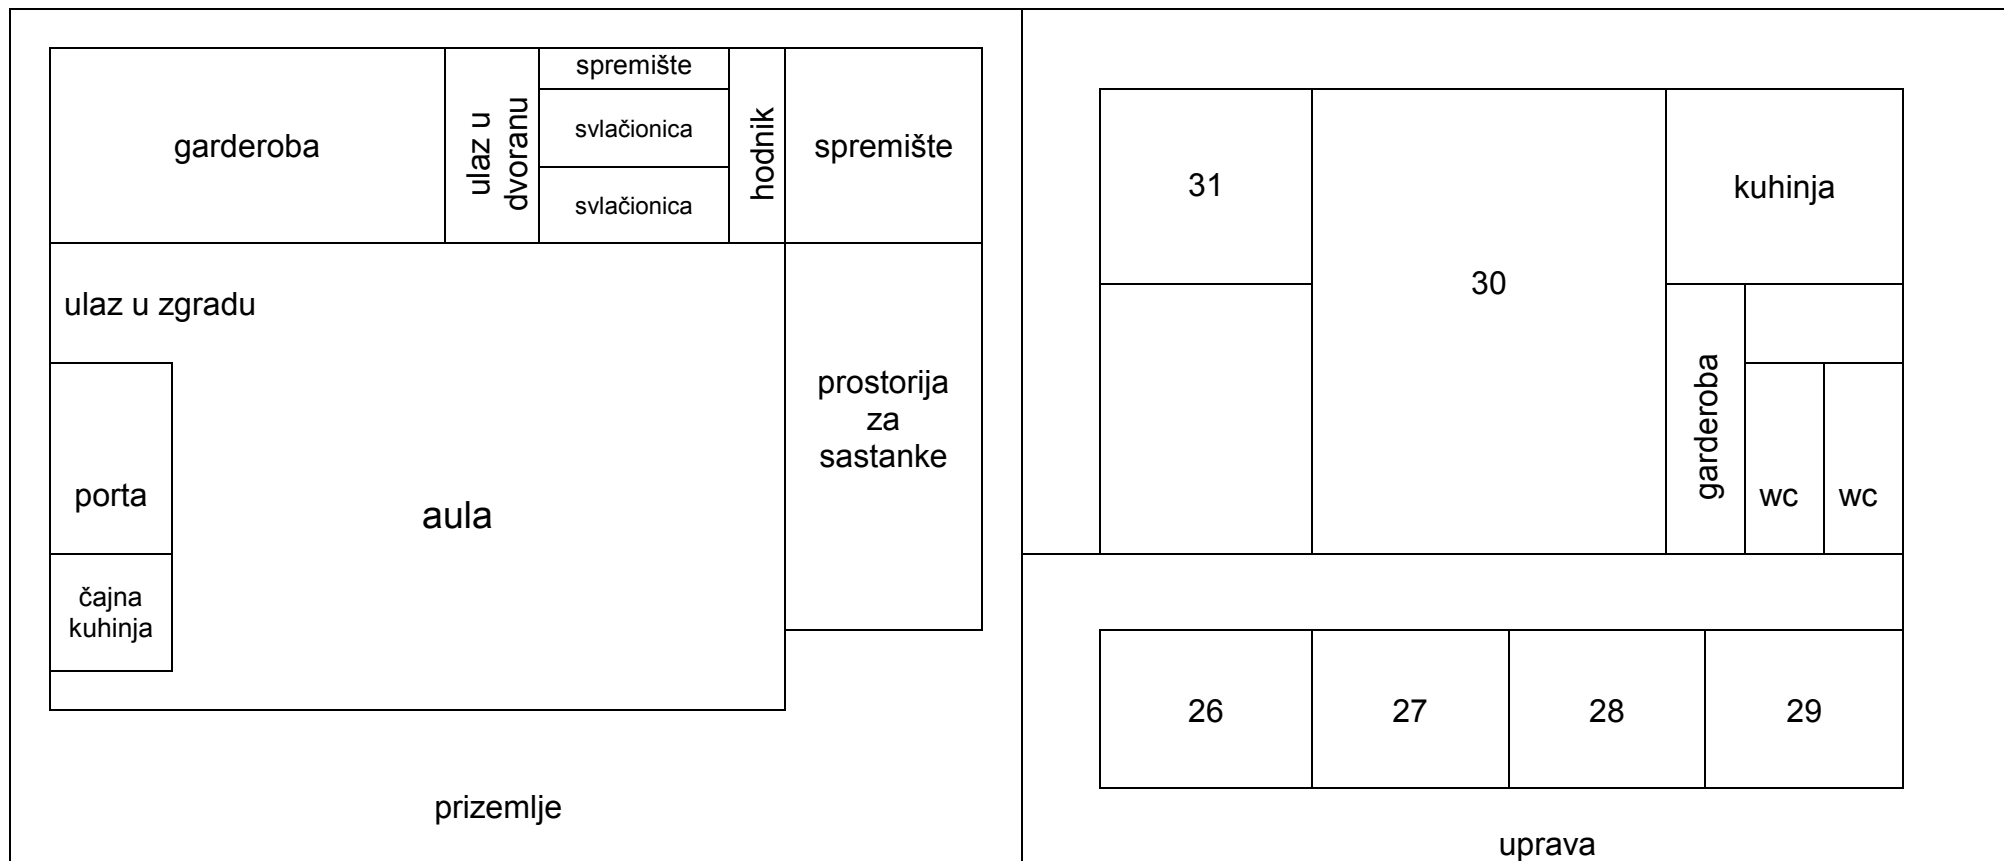 garderoba
ulaz u
dvoranu
spremište
svlačionica
svlačionica
hodnik
spremište
ulaz u zgradu
porta
čajna
kuhinja
aula
prostorija
za
sastanke
prizemlje
31
30
kuhinja
garderoba
wc
wc
26
27
28
29
uprava